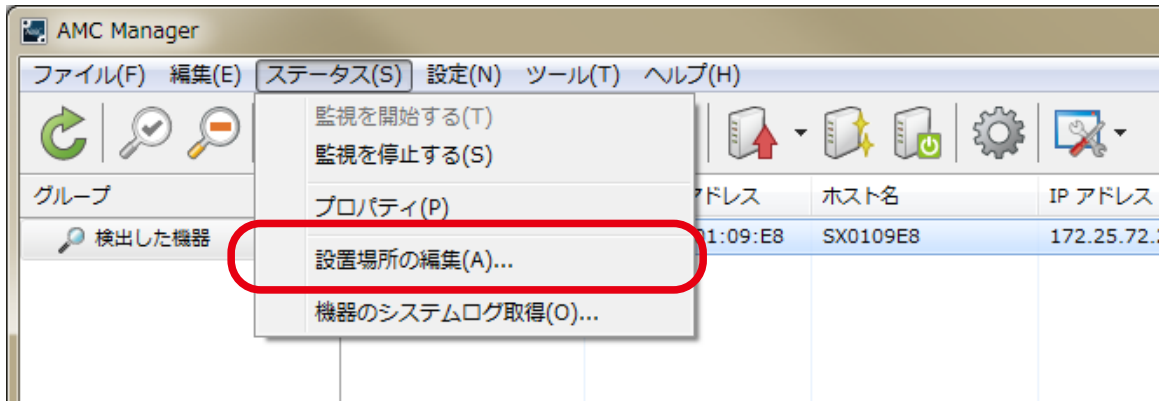 AMC Manager
ファイル(F) 編集(E) ステータス(S) 設定(N) ツール(T) ヘルプ(H)
監視を開始する(T)
監視を停止する(S)
プロパティ(P)
設置場所の編集(A)...
機器のシステムログ取得(O)...
グループ ドレス ホスト名 IP アドレス
検出した機器 01:09:E8 SX0109E8 172.25.72.